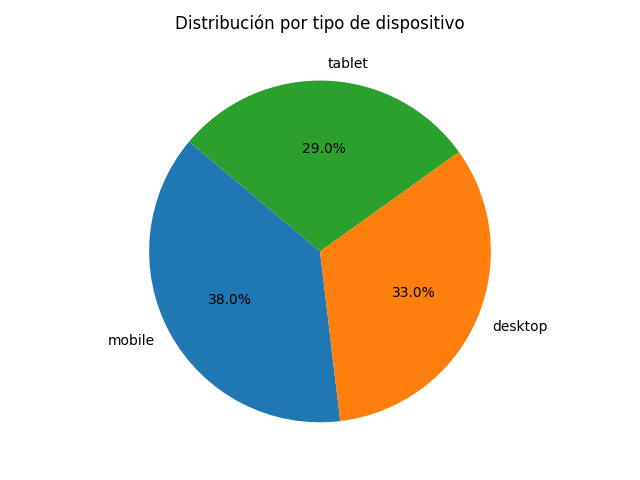 Distribución por tipo de dispositivo
tablet
29.0%
38.0%
33.0%
mobile
desktop